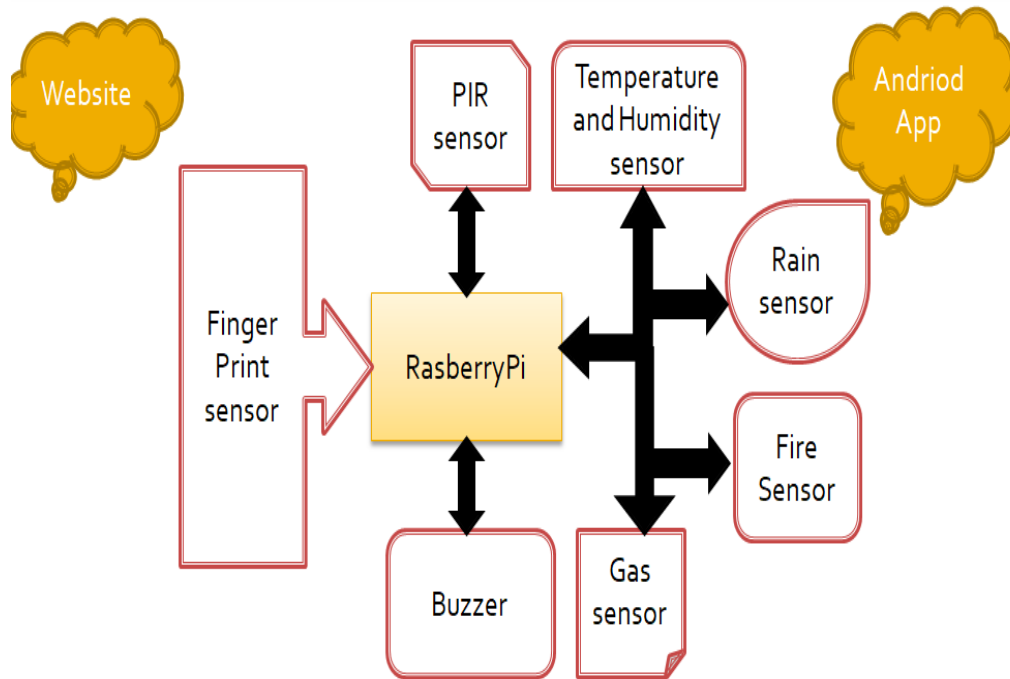 Website
PIR
sensor
Temperature
and Humidity
sensor
Andriod
App
Rain
sensor
Finger
Print
sensor
RasberryPi
Fire
Sensor
Buzzer
Gas
sensor